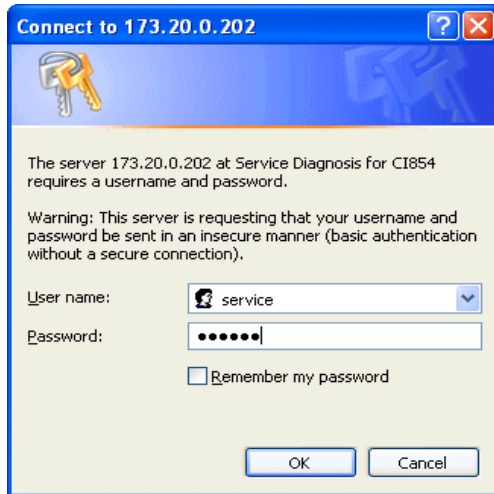 Connect to 173.20.0.202
The server 173.20.0.202 at Service Diagnosis for CI854
requires a username and password.
Warning: This server is requesting that your username and
password be sent in an insecure manner (basic authentication
without a secure connection).
User name:
service
Password:
●●●●●●
Remember my password
OK
Cancel